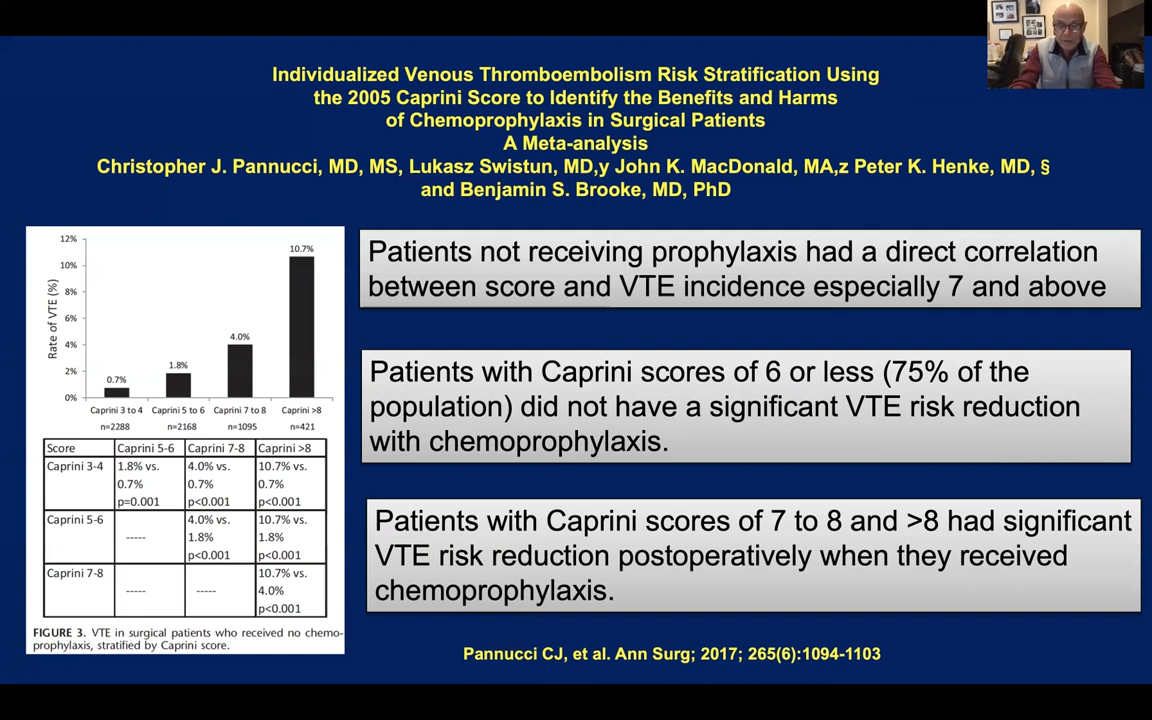 Individualized Venous Thromboembolism Risk Stratification Using
the 2005 Caprini Score to Identify the Benefits and Harms
of Chemoprophylaxis in Surgical Patients
A Meta-analysis
Christopher J. Pannucci, MD, MS, Lukasz Swistun, MD,y John K. MacDonald, MA,z Peter K. Henke, MD, §
and Benjamin S. Brooke, MD, PhD
12%
10%
8%
6%
4%
2%
0%
Rate of VTE (%)
0.7%
1.8%
4.0%
10.7%
Caprini 3 to 4 Caprini 5 to 6 Caprini 7 to 8 Caprini >8
n=2288 n=2168 n=1095 n=421
Score Caprini 5-6 Caprini 7-8 Caprini >8
Caprini 3-4 1.8% vs. 4.0% vs. 10.7% vs.
0.7% 0.7% 0.7%
p=0.001 p<0.001 p<0.001
Caprini 5-6 4.0% vs. 10.7% vs.
----- 1.8% 1.8%
p<0.001 p<0.001
Caprini 7-8 10.7% vs.
----- ----- 4.0%
p<0.001
FIGURE 3. VTE in surgical patients who received no chemo-
prophylaxis, stratified by Caprini score.
Patients not receiving prophylaxis had a direct correlation
between score and VTE incidence especially 7 and above
Patients with Caprini scores of 6 or less (75% of the
population) did not have a significant VTE risk reduction
with chemoprophylaxis.
Patients with Caprini scores of 7 to 8 and >8 had significant
VTE risk reduction postoperatively when they received
chemoprophylaxis.
Pannucci CJ, et al. Ann Surg; 2017; 265(6):1094-1103